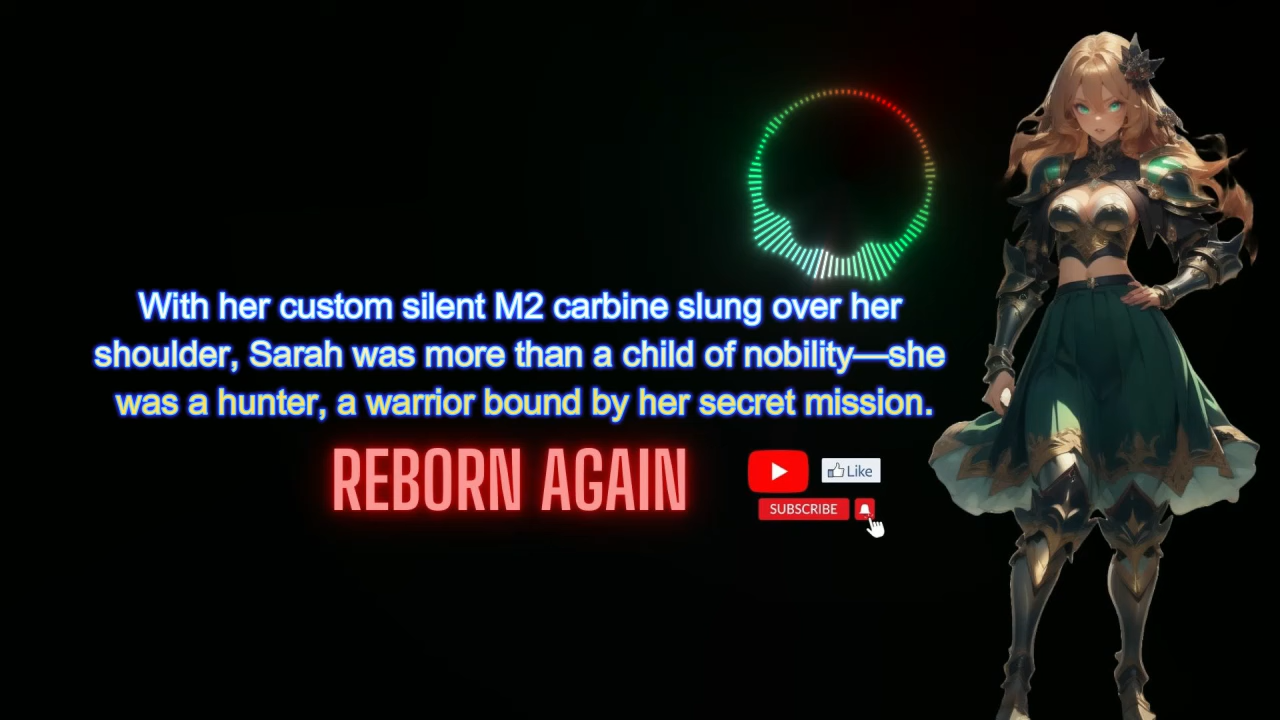 With her custom silent M2 carbine slung over her
shoulder, Sarah was more than a child of nobility—she
was a hunter, a warrior bound by her secret mission.
REBORN AGAIN
Like
SUBSCRIBE